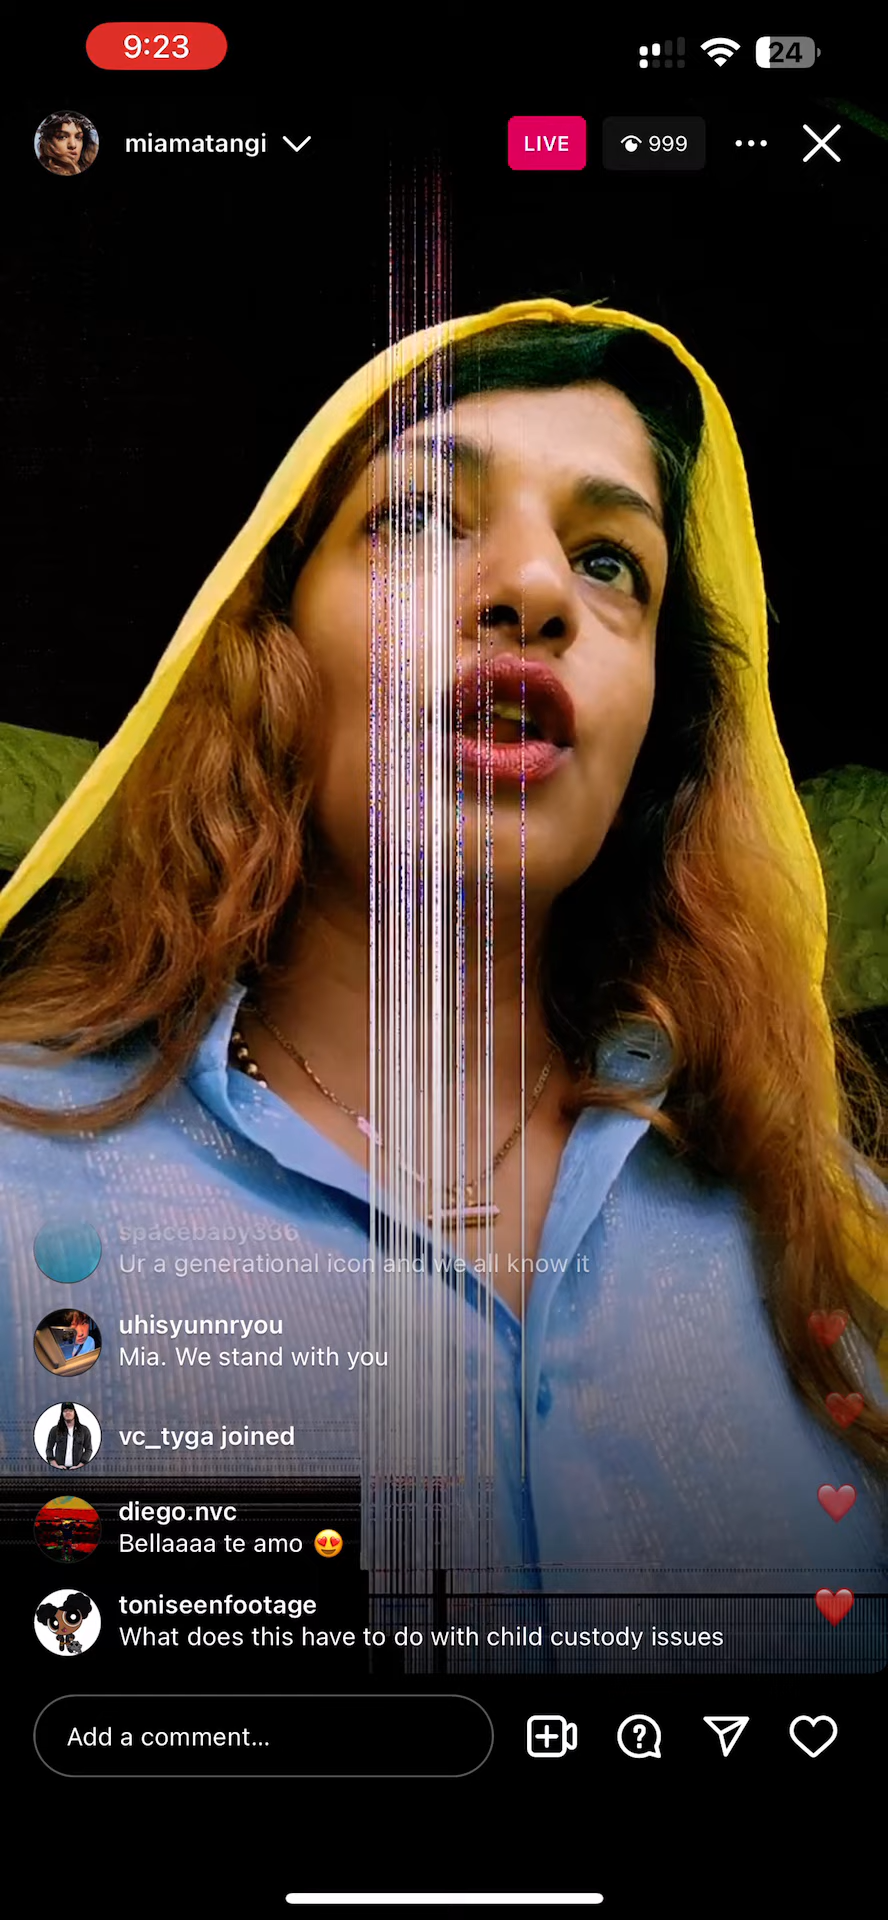 9:23
24
miamatangi
LIVE
999
spacebaby336
Ur a generational icon and we all know it
uhisyunnryou
Mia. We stand with you
vc_tyga joined
diego.nvc
Bellaaaa te amo 😍
toniseenfootage
What does this have to do with child custody issues
Add a comment...